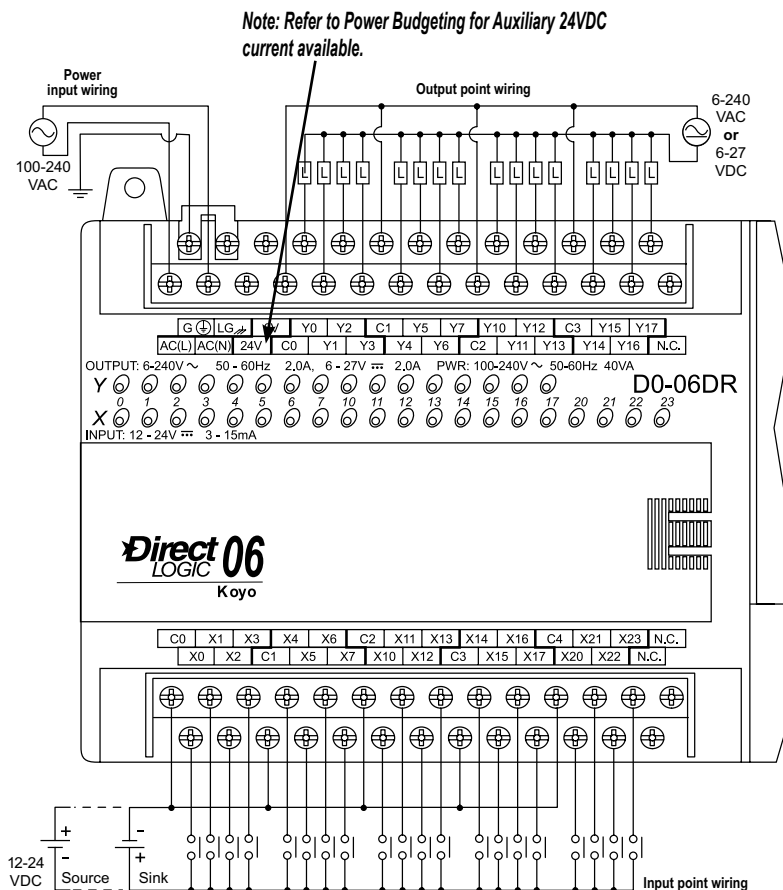 Note: Refer to Power Budgeting for Auxiliary 24VDC
current available.
Power
input wiring
Output point wiring
6-240
VAC
or
6-27
VDC
100-240
VAC
L L L L L L L L L L L L L L L L
G LG 0V Y0 Y2 C1 Y5 Y7 Y10 Y12 C3 Y15 Y17
AC(L) AC(N) 24V C0 Y1 Y3 Y4 Y6 C2 Y11 Y13 Y14 Y16 N.C.
OUTPUT: 6-240V ~ 50 - 60Hz 2.0A, 6 - 27V ⎓ 2.0A PWR: 100-240V ~ 50-60Hz 40VA
Y
D0-06DR
0 1 2 3 4 5 6 7 10 11 12 13 14 15 16 17 20 21 22 23
X
INPUT: 12 - 24V ⎓ 3 - 15mA
Direct
LOGIC 06
Koyo
C0 X1 X3 X4 X6 C2 X11 X13 X14 X16 C4 X21 X23 N.C.
X0 X2 C1 X5 X7 X10 X12 C3 X15 X17 X20 X22 N.C.
+ -
- +
12-24
VDC
Source Sink
Input point wiring